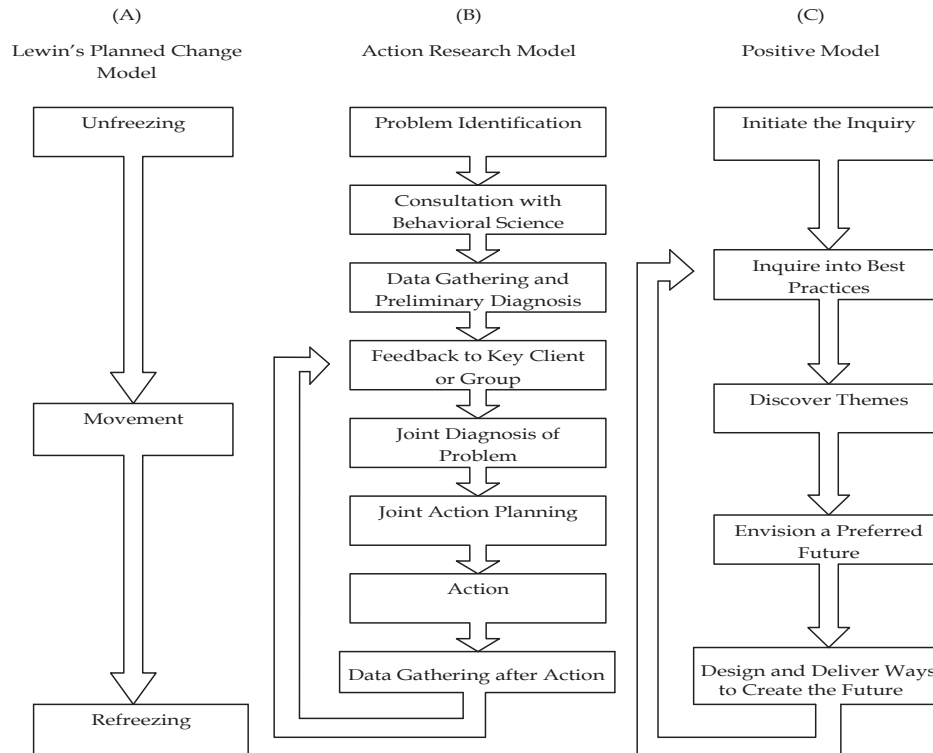 (A)
Lewin's Planned Change
Model
Unfreezing
Movement
Refreezing
(B)
Action Research Model
Problem Identification
Consultation with
Behavioral Science
Data Gathering and
Preliminary Diagnosis
Feedback to Key Client
or Group
Joint Diagnosis of
Problem
Joint Action Planning
Action
Data Gathering after Action
(C)
Positive Model
Initiate the Inquiry
Inquire into Best
Practices
Discover Themes
Envision a Preferred
Future
Design and Deliver Ways
to Create the Future